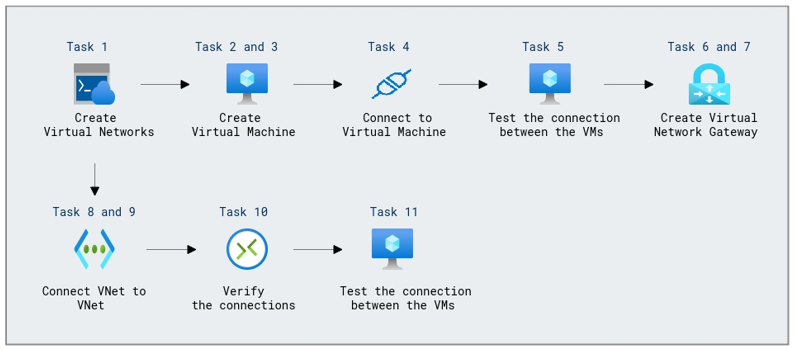 Task 1
Create
Virtual Networks
Task 2 and 3
Create
Virtual Machine
Task 4
Connect to
Virtual Machine
Task 5
Test the connection
between the VMs
Task 6 and 7
Create Virtual
Network Gateway
Task 8 and 9
Connect VNet to
VNet
Task 10
Verify
the connections
Task 11
Test the connection
between the VMs